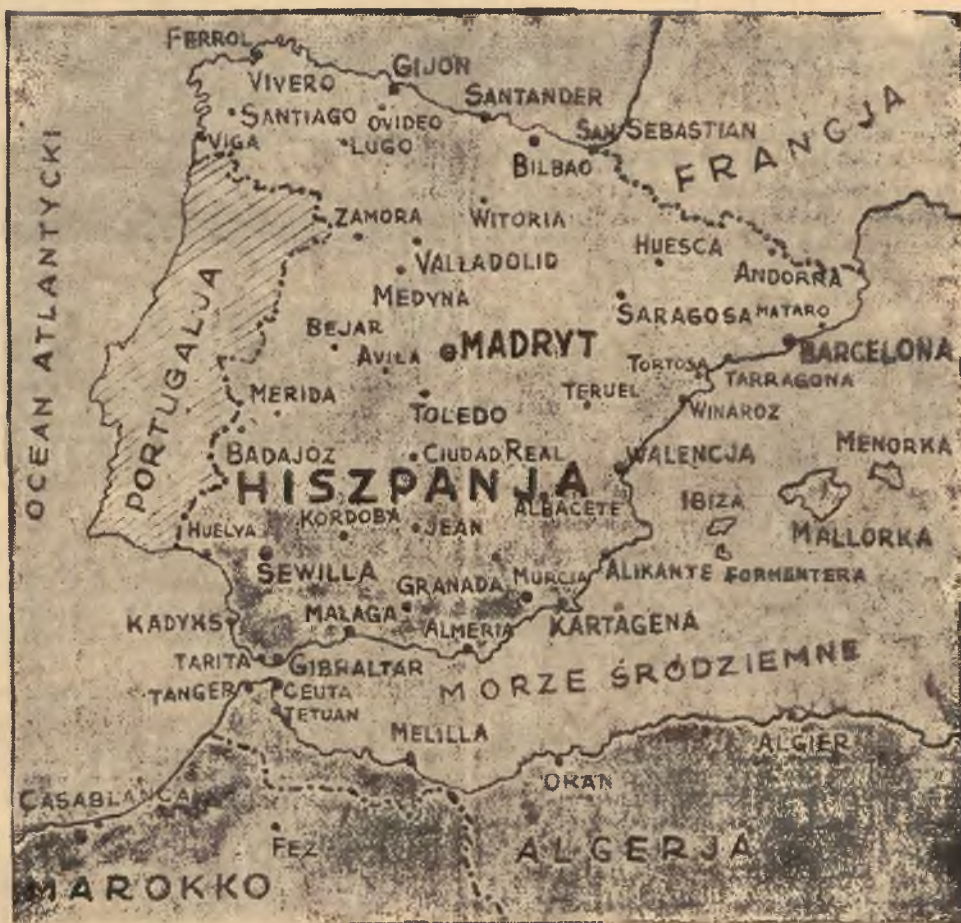 FERROL
VIVERO
GIJON
SANTANDER
SANTIAGO
OVIDEO
LUGO
VIGA
SAN SEBASTIAN
BILBAO
FRANCJA
OCEAN ATLANTYCKI
ZAMORA
WITORIA
HUESCA
VALLADOLID
ANDORRA
MEDYNA
SARAGOSA
MATARO
BEJAR
AVILA
MADRYT
BARCELONA
TORTOSA
TARRAGONA
PORTUGALJA
MERIDA
TOLEDO
TERUEL
WINAROZ
BADAJOZ
CIUDAD REAL
WALENCJA
MENORKA
HISZPANJA
ALBACETE
IBIZA
MALLORKA
HUELVA
KORDOBA
JEAN
SEWILLA
GRANADA
MURCIA
ALIKANTE
FORMENTERA
KADYKS
MALAGA
ALMERIA
KARTAGENA
TARITA
GIBRALTAR
MORZE ŚRÓDZIEMNE
TANGER
CEUTA
TETUAN
MELILLA
ALGIER
ORAN
CASABLANCA
FEZ
ALGERJA
MAROKKO